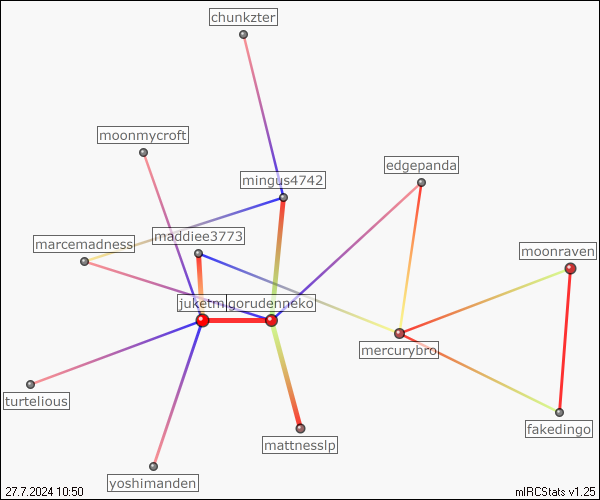 chunkzter
moonmycroft
edgepanda
mingus4742
maddiee3773
marcemadness
moonraven
juketm
gorudenneko
mercurybro
turtelious
fakedingo
mattnesslp
yoshimanden
27.7.2024 10:50
mIRCStats v1.25